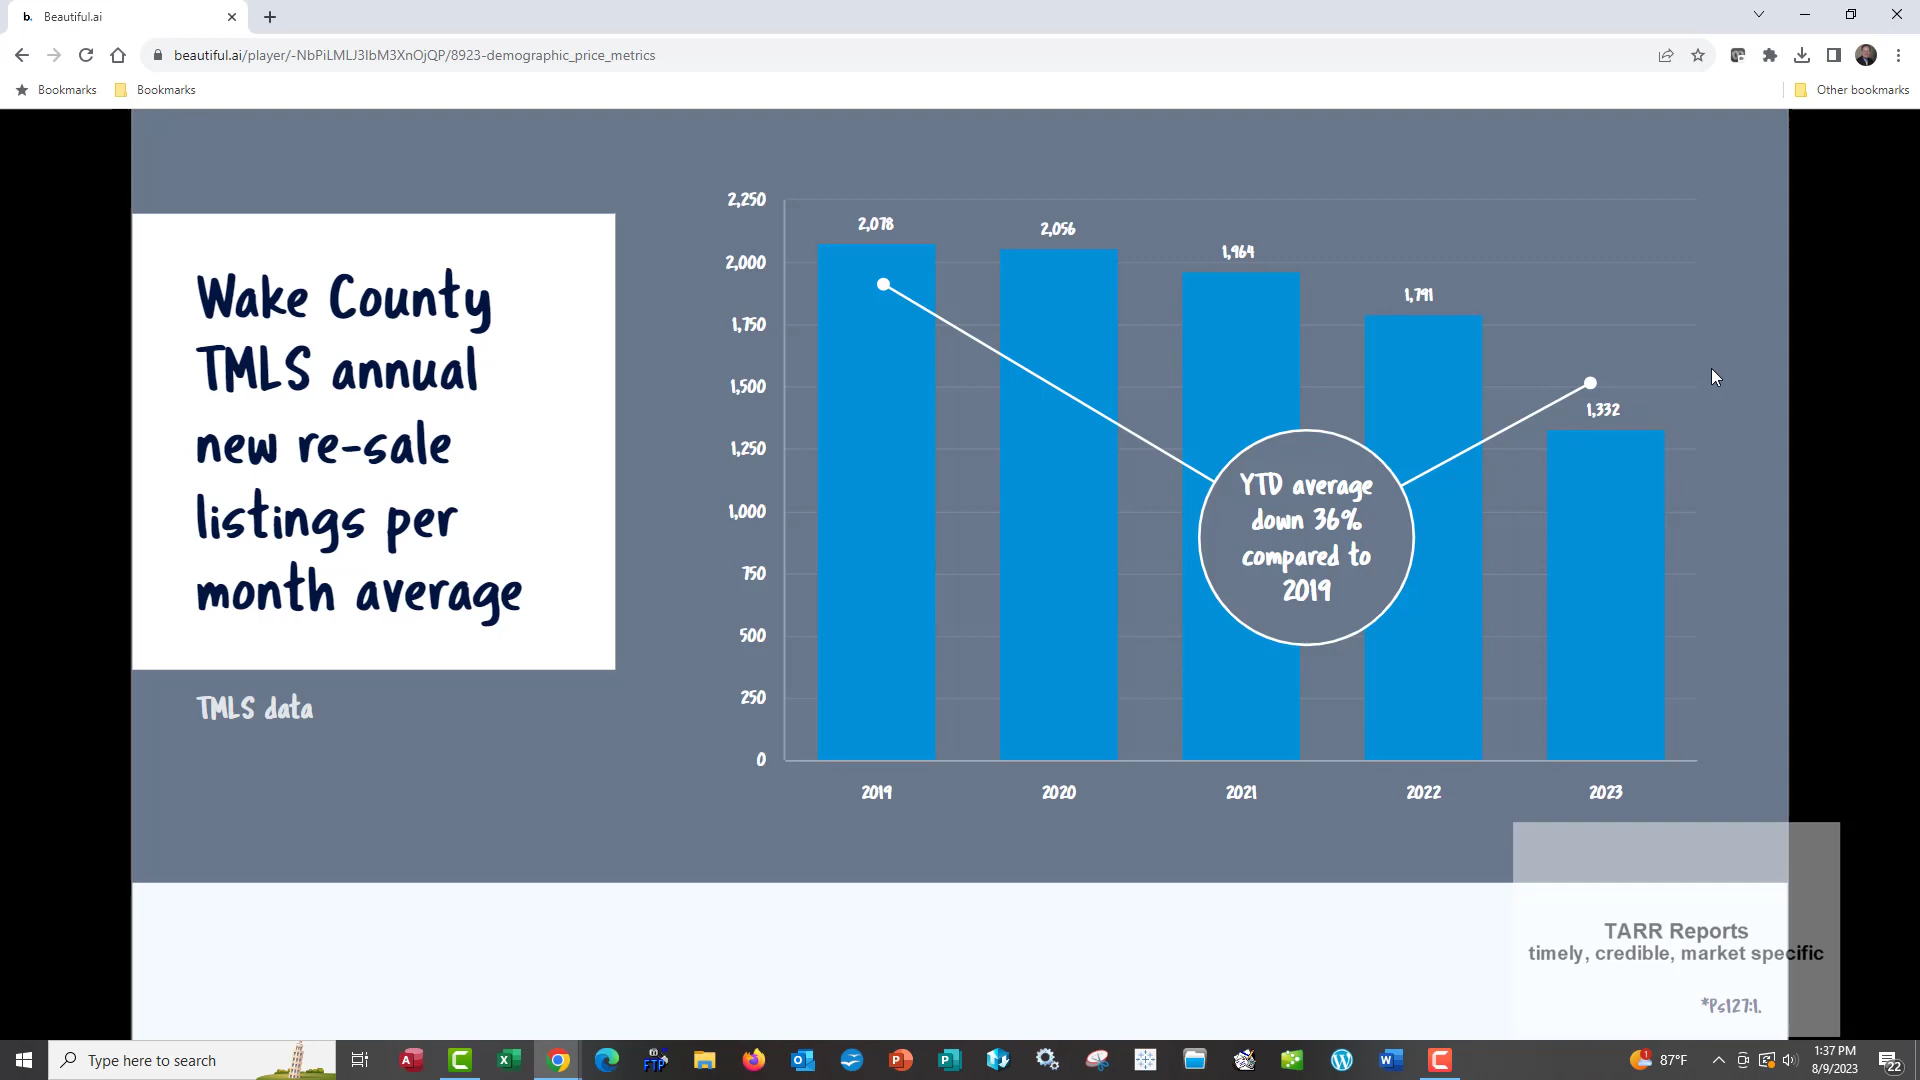 Beautiful.ai
beautiful.ai/player/-NbPiLMLJ3IbM3XnOjQP/8923-demographic_price_metrics
Bookmarks
Bookmarks
Other bookmarks
Wake County
TMLS annual
new re-sale
listings per
month average
TMLS data
2,250
2,000
1,750
1,500
1,250
1,000
750
500
250
0
2,078
2,056
1,964
1,791
1,332
YTD average
down 36%
compared to
2019
2019
2020
2021
2022
2023
TARR Reports
timely, credible, market specific
*Ps127:1.
Type here to search
87°F
1:37 PM
8/9/2023
22